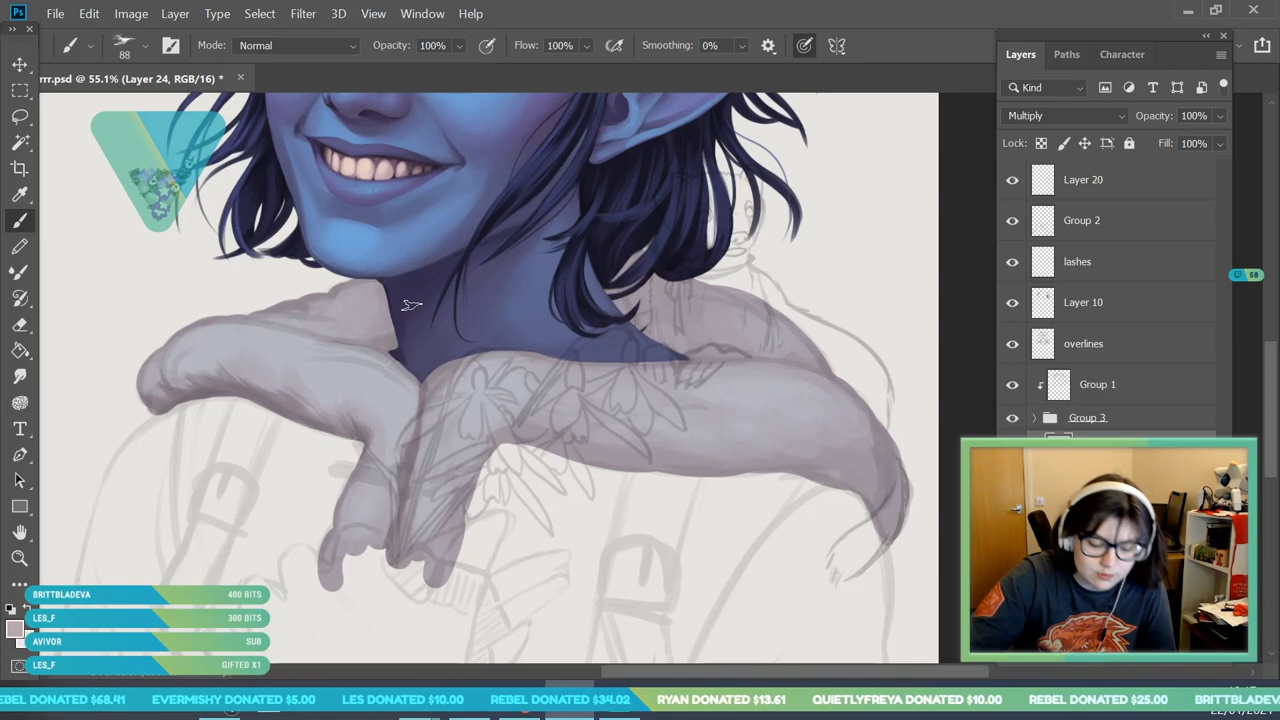 Ps File Edit Image Layer Type Select Filter 3D View Window Help
88 Mode: Normal Opacity: 100% Flow: 100% Smoothing: 0%
rrr.psd @ 55.1% (Layer 24, RGB/16) *
Layers Paths Character
Kind
Multiply Opacity: 100%
Lock: Fill: 100%
Layer 20
Group 2
lashes
Layer 10
overlines
Group 1
Group 3
58
BRITTBLADEVA 400 BITS
LES_F 300 BITS
AVIVOR SUB
LES_F GIFTED X1
REBEL DONATED $68.41 EVERMISHY DONATED $5.00 LES DONATED $10.00 REBEL DONATED $34.02 RYAN DONATED $13.61 QUIETLYFREYA DONATED $10.00 REBEL DONATED $25.00 BRITTBLADEVA